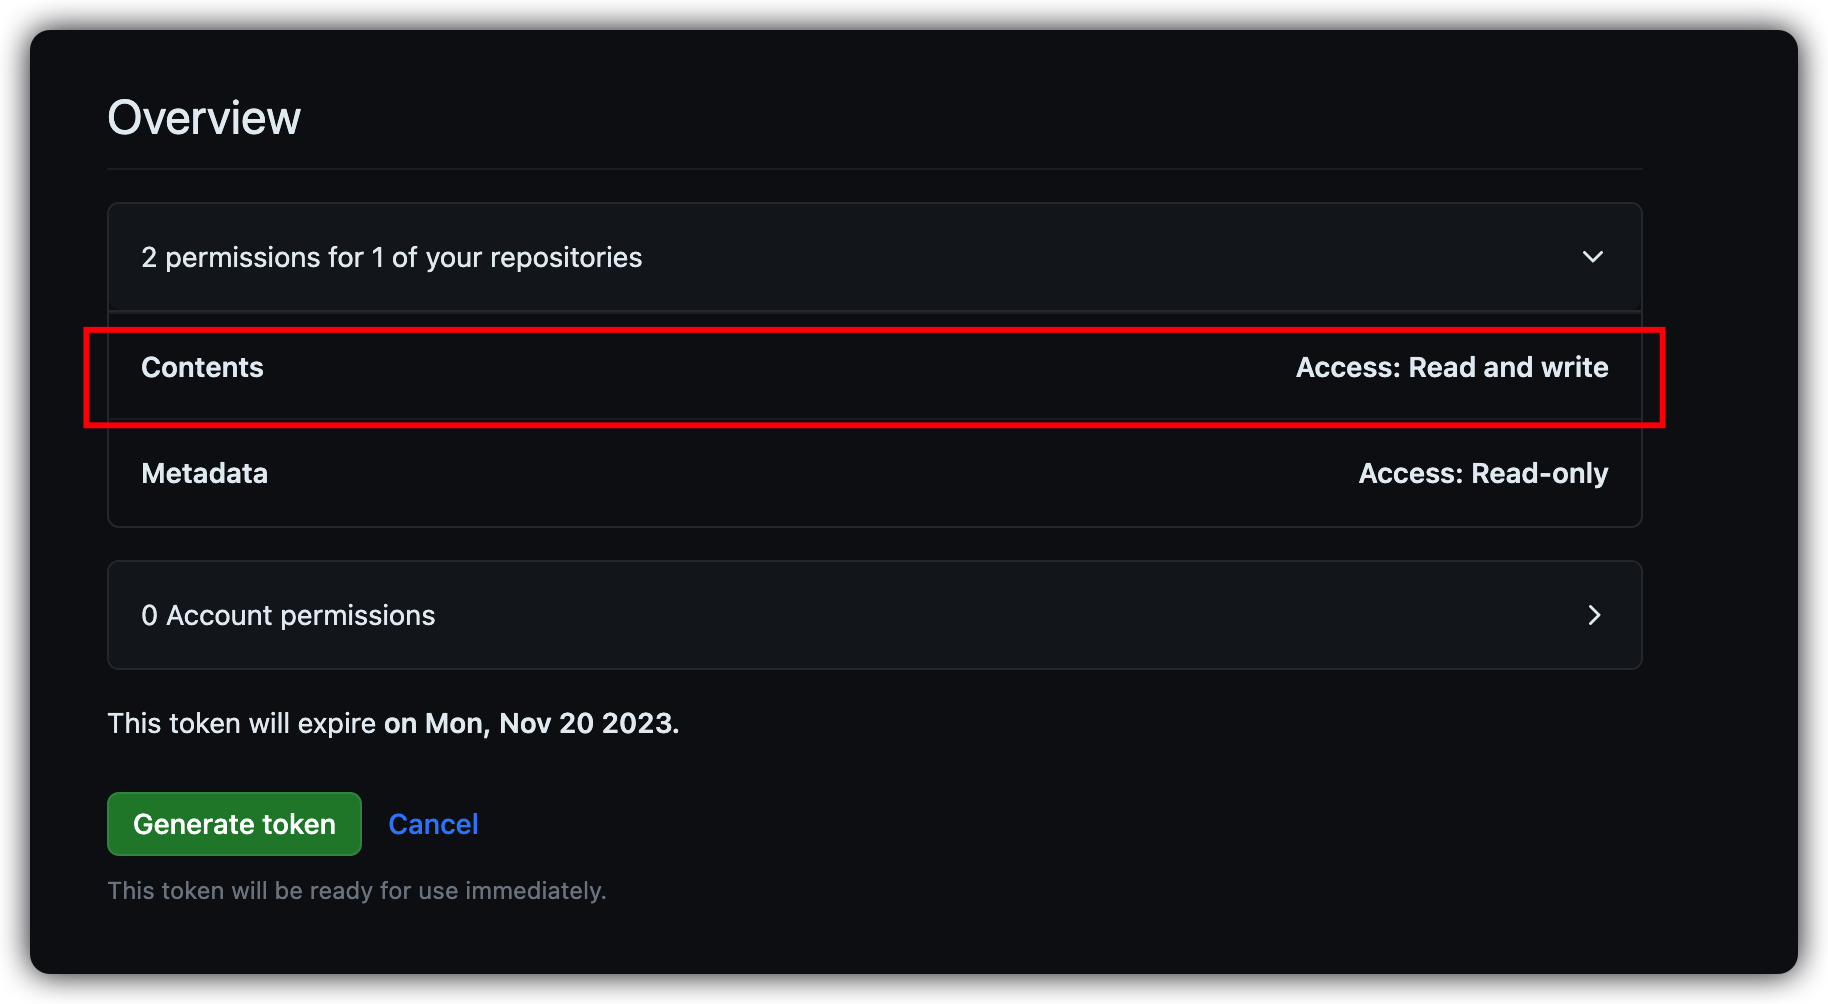 Overview
2 permissions for 1 of your repositories
Contents Access: Read and write
Metadata Access: Read-only
0 Account permissions
This token will expire on Mon, Nov 20 2023.
Generate token Cancel
This token will be ready for use immediately.